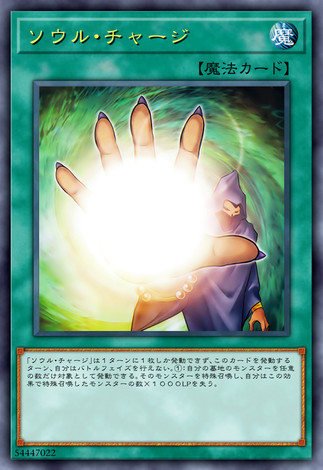 ソウル・チャージ
魔
【魔法カード】
「ソウル・チャージ」は１ターンに１枚しか発動できず、このカードを発動する
ターン、自分はバトルフェイズを行えない。①：自分の墓地のモンスターを任意
の数だけ対象として発動できる。そのモンスターを特殊召喚し、自分はこの効
果で特殊召喚したモンスターの数×１０００LPを失う。
54447022